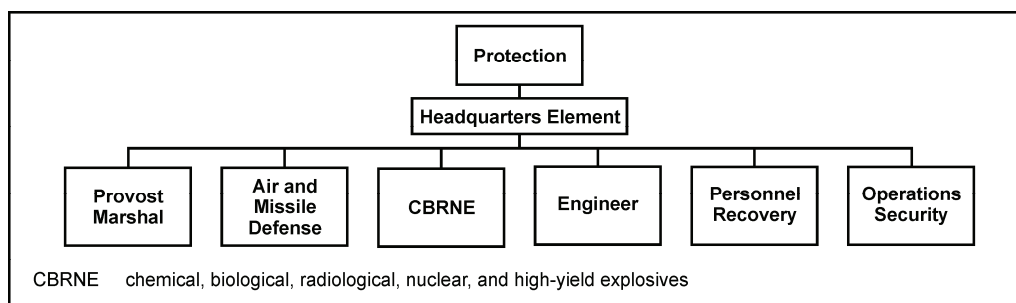 Protection
Headquarters Element
Provost
Marshal
Air and
Missile
Defense
CBRNE
Engineer
Personnel
Recovery
Operations
Security
CBRNE chemical, biological, radiological, nuclear, and high-yield explosives